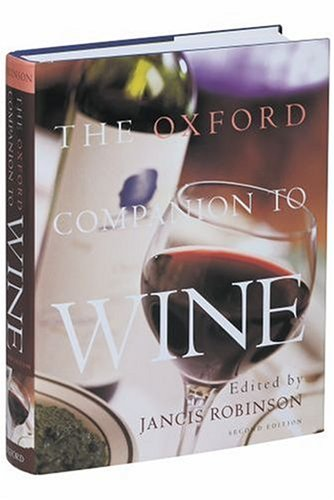 THE OXFORD
COMPANION TO
WINE
Edited by
JANCIS ROBINSON
SECOND EDITION
ROBINSON
THE OXFORD
COMPANION TO
WINE
OXFORD